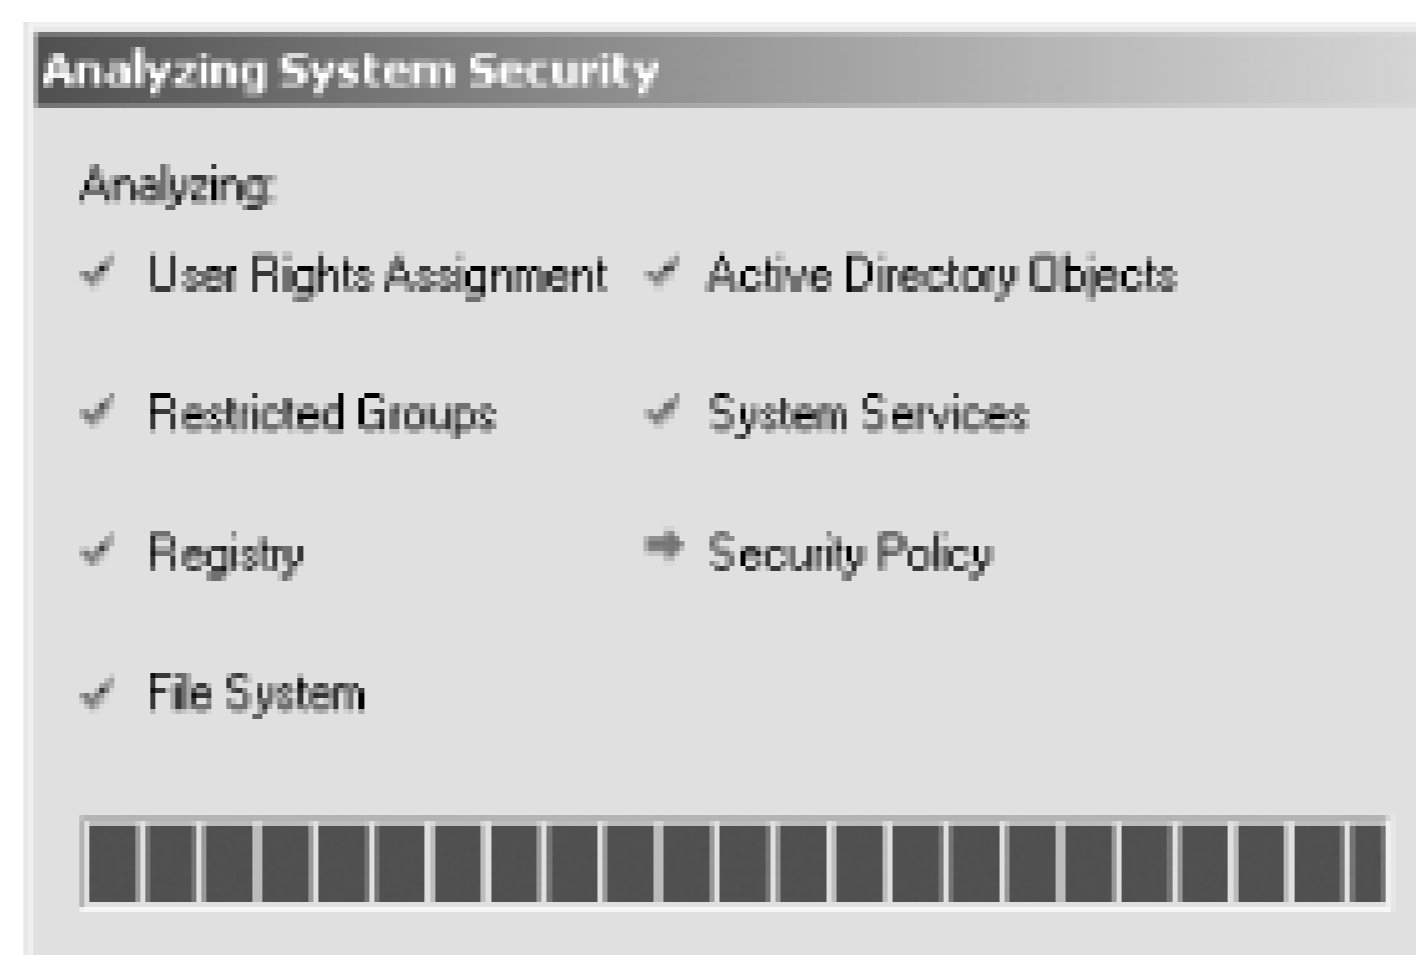 Analyzing System Security
Analyzing:
User Rights Assignment Active Directory Objects
Restricted Groups System Services
Registry Security Policy
File System